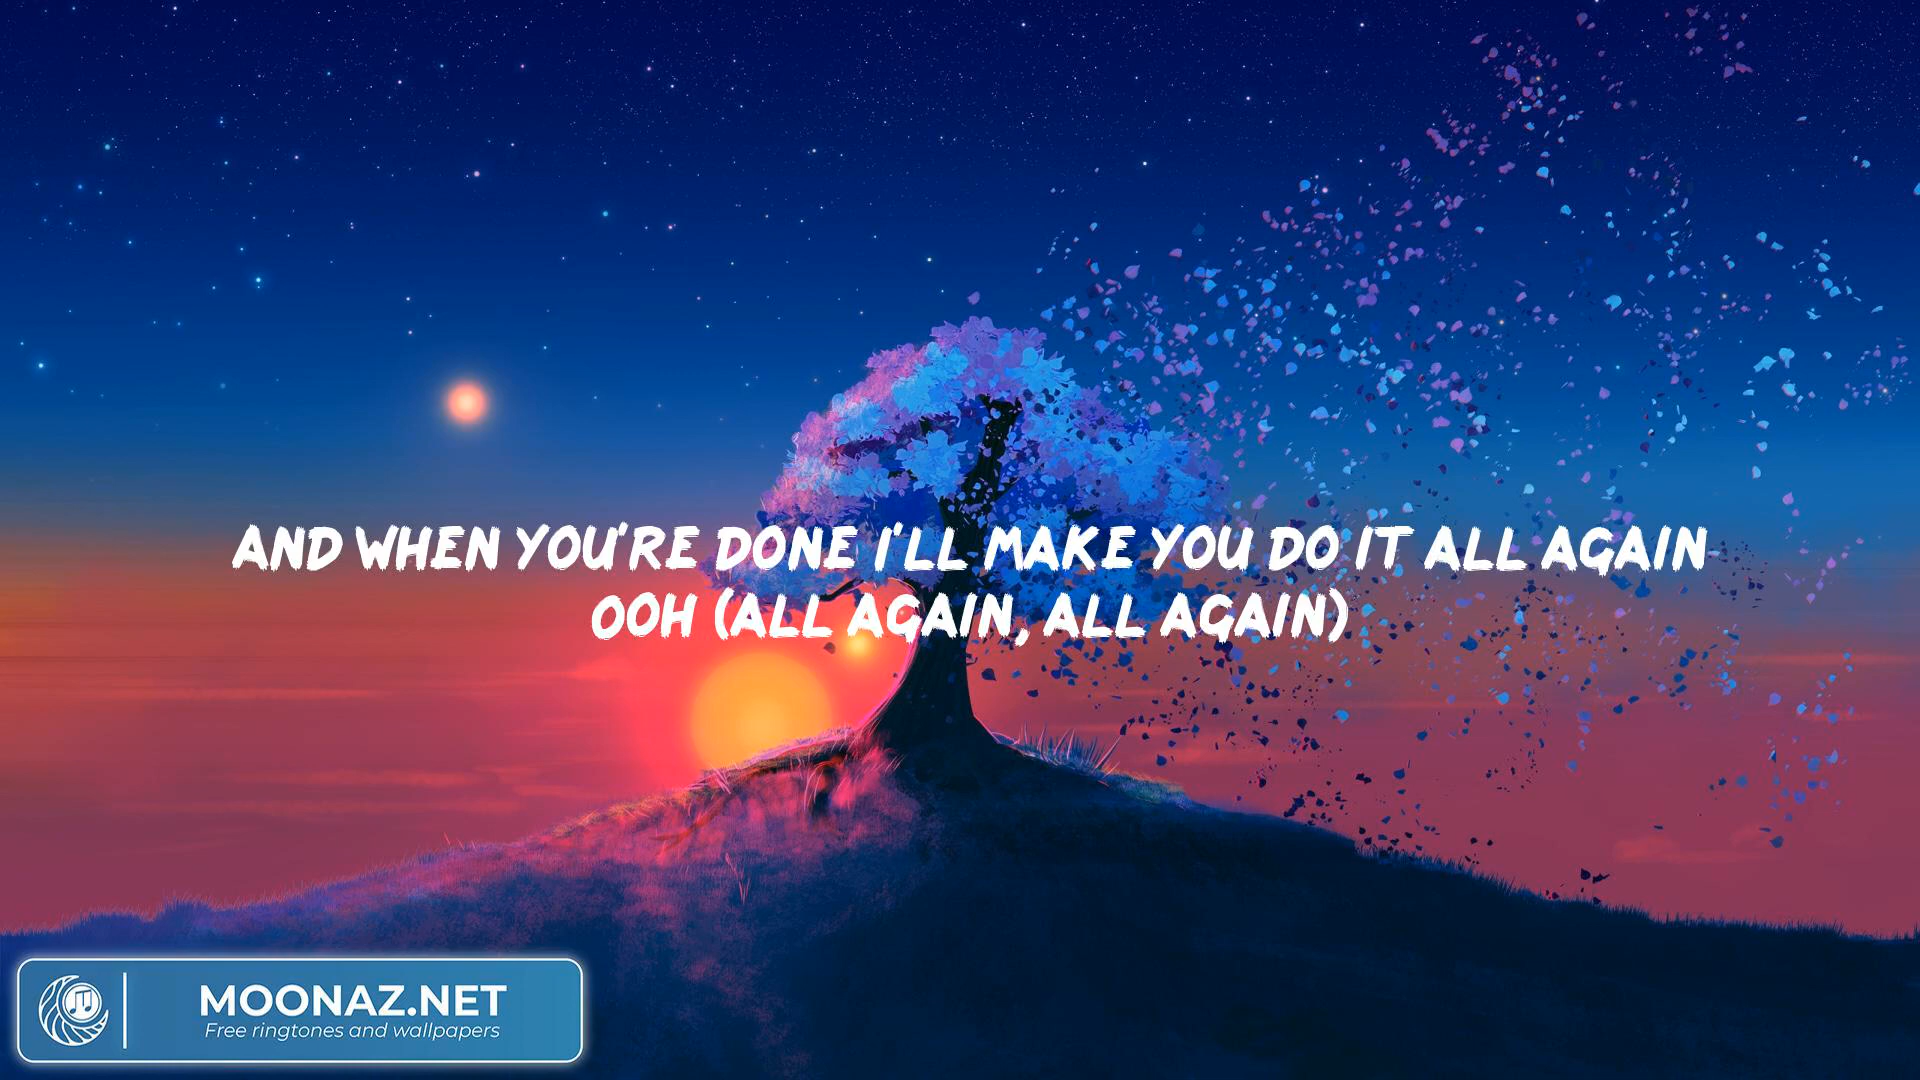 AND WHEN YOU'RE DONE I'LL MAKE YOU DO IT ALL AGAIN
OOH (ALL AGAIN, ALL AGAIN)
MOONAZ.NET
Free ringtones and wallpapers